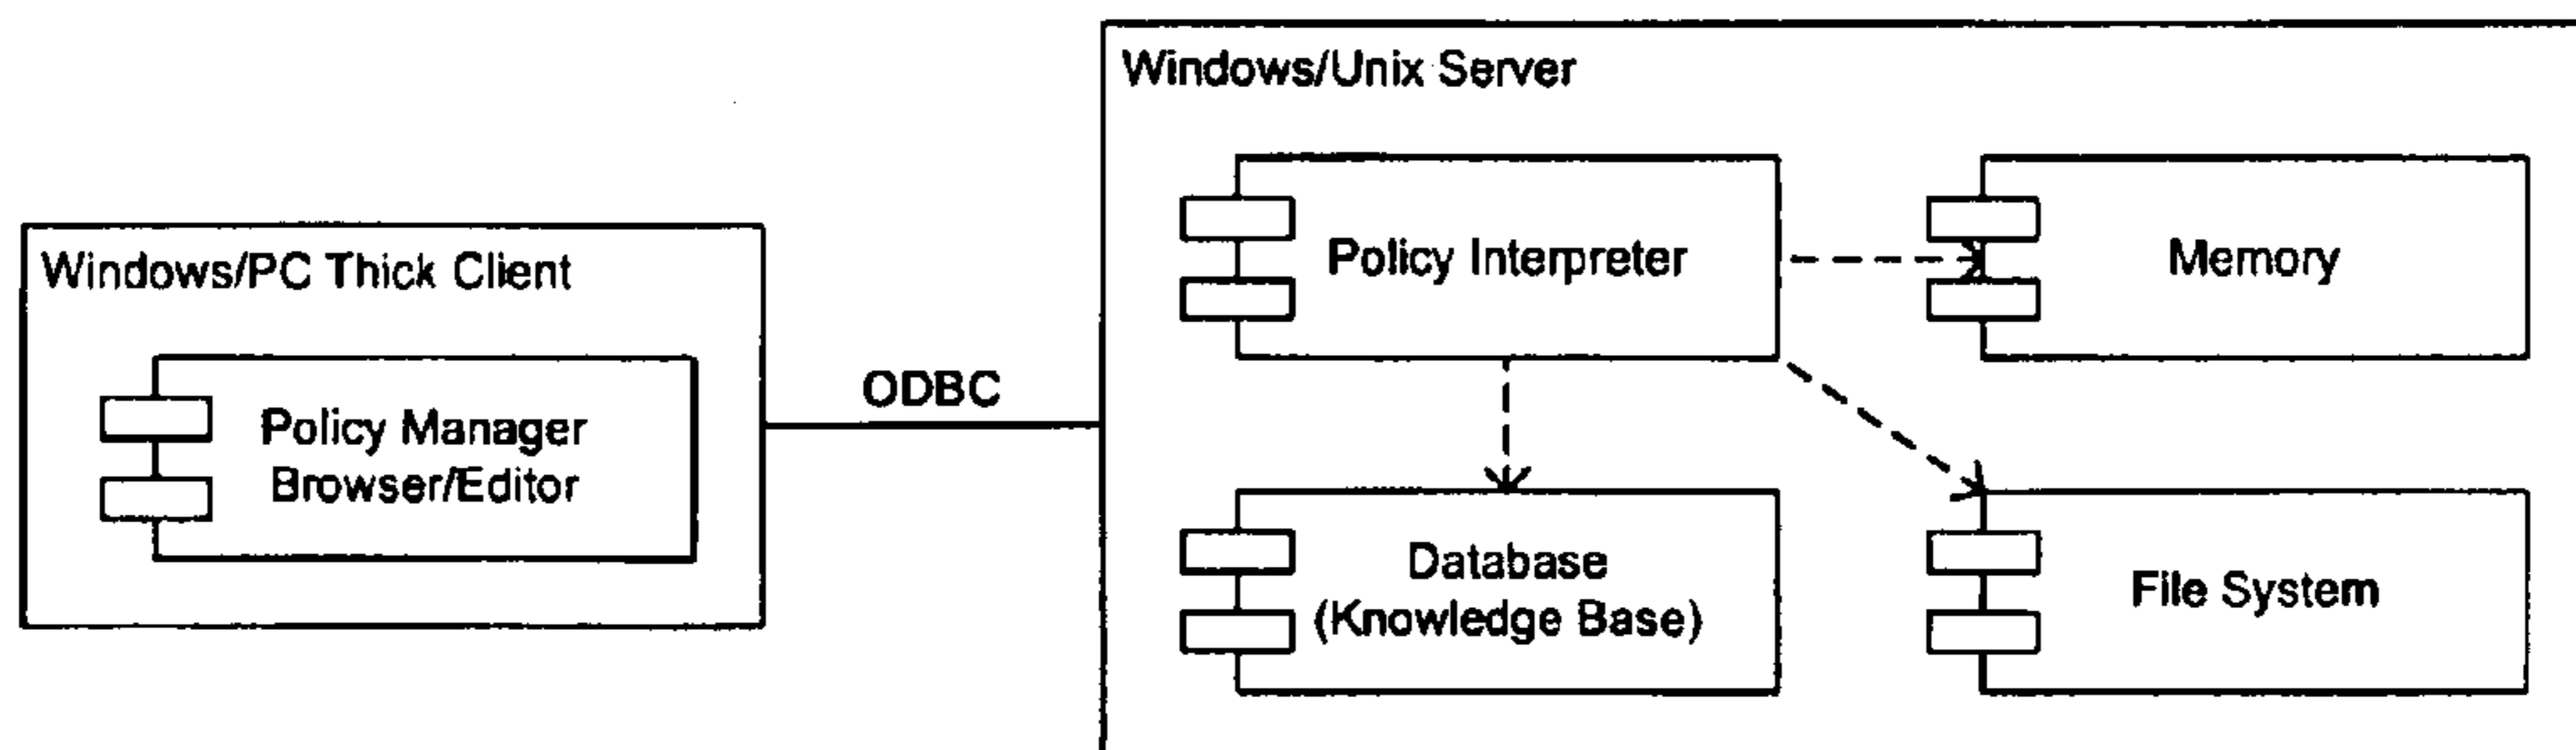 Windows/Unix Server
Windows/PC Thick Client
Policy Interpreter
Memory
ODBC
Policy Manager
Browser/Editor
Database
(Knowledge Base)
File System